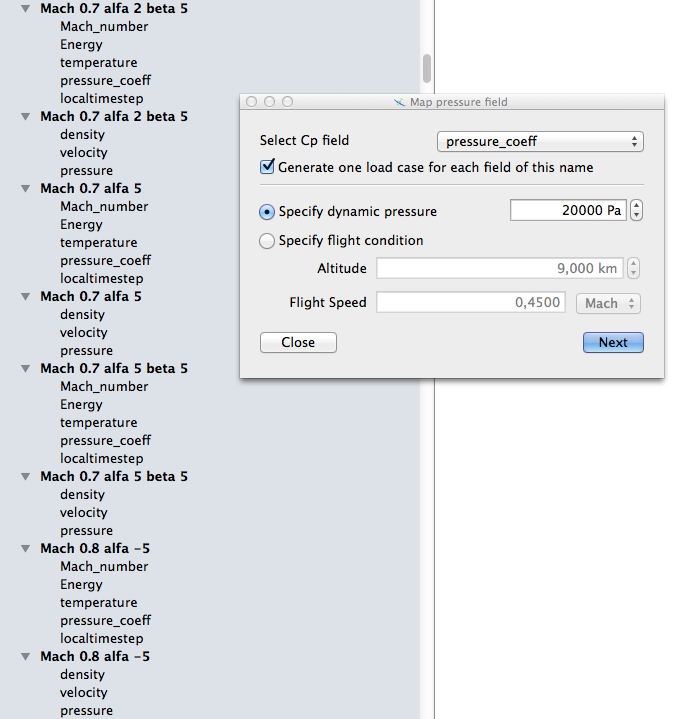 Mach 0.7 alfa 2 beta 5
Mach_number
Energy
temperature
pressure_coeff
localtimestep
Mach 0.7 alfa 2 beta 5
density
velocity
pressure
Mach 0.7 alfa 5
Mach_number
Energy
temperature
pressure_coeff
localtimestep
Mach 0.7 alfa 5
density
velocity
pressure
Mach 0.7 alfa 5 beta 5
Mach_number
Energy
temperature
pressure_coeff
localtimestep
Mach 0.7 alfa 5 beta 5
density
velocity
pressure
Mach 0.8 alfa -5
Mach_number
Energy
temperature
pressure_coeff
localtimestep
Mach 0.8 alfa -5
density
velocity
pressure
Map pressure field
Select Cp field pressure_coeff
Generate one load case for each field of this name
Specify dynamic pressure 20000 Pa
Specify flight condition
Altitude 9,000 km
Flight Speed 0,4500 Mach
Close Next